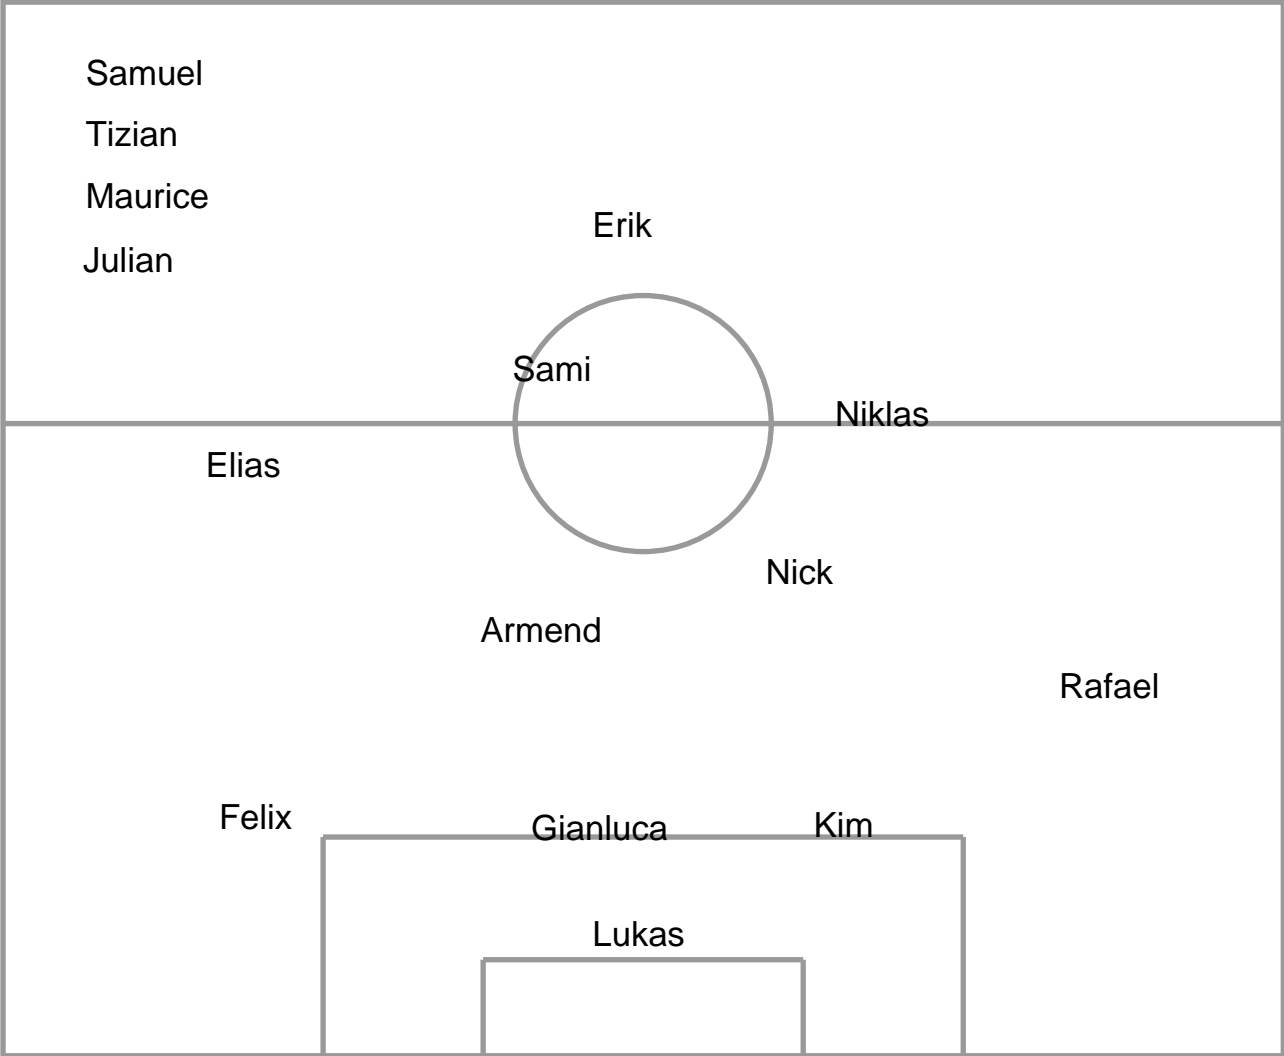 Samuel
Tizian
Maurice
Erik
Julian
Sami
Niklas
Elias
Nick
Armend
Rafael
Felix
Gianluca
Kim
Lukas